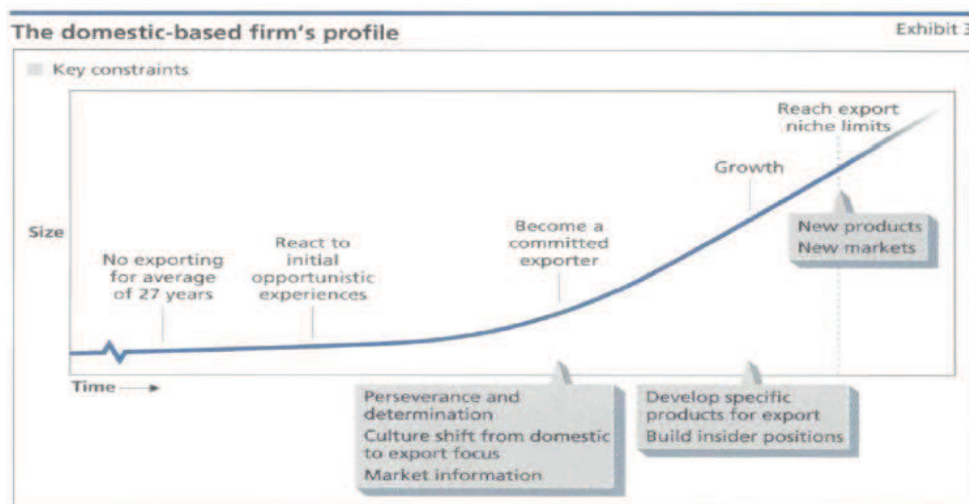 The domestic-based firm's profile
Exhibit 3
Key constraints
Reach export
niche limits
Growth
New products
New markets
Size
Become a
committed
exporter
React to
initial
opportunistic
experiences
No exporting
for average
of 27 years
Time
Perseverance and
determination
Culture shift from domestic
to export focus
Market information
Develop specific
products for export
Build insider positions